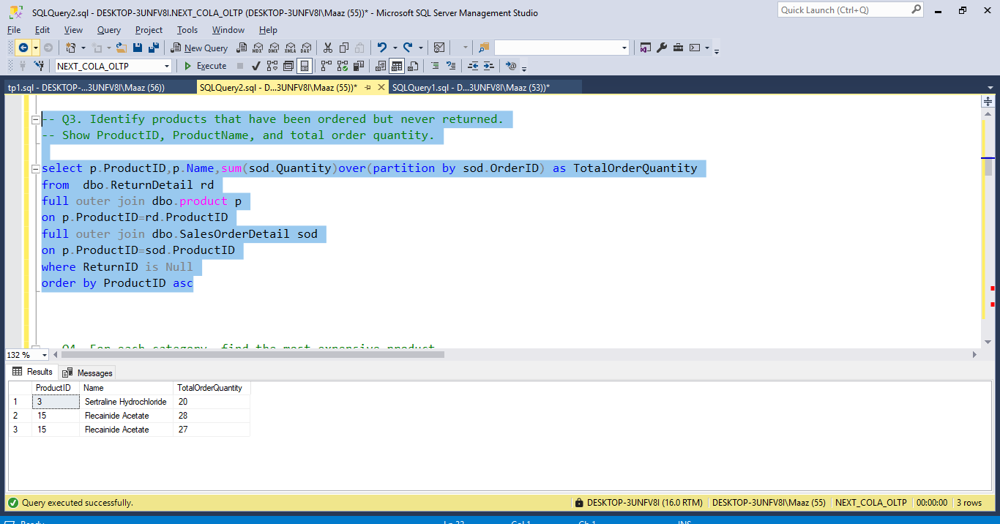 SQLQuery2.sql - DESKTOP-3UNFV8I.NEXT_COLA_OLTP (DESKTOP-3UNFV8I\Maaz (55))* - Microsoft SQL Server Management Studio
Quick Launch (Ctrl+Q)
File Edit View Query Project Tools Window Help
New Query MDX DMX XMLA DAX
NEXT_COLA_OLTP Execute
tp1.sql - DESKTOP-...3UNFV8I\Maaz (56)) SQLQuery2.sql - D...3UNFV8I\Maaz (55))* SQLQuery1.sql - D...3UNFV8I\Maaz (53))*
-- Q3. Identify products that have been ordered but never returned.
-- Show ProductID, ProductName, and total order quantity.
select p.ProductID,p.Name,sum(sod.Quantity)over(partition by sod.OrderID) as TotalOrderQuantity
from  dbo.ReturnDetail rd
full outer join dbo.product p
on p.ProductID=rd.ProductID
full outer join dbo.SalesOrderDetail sod
on p.ProductID=sod.ProductID
where ReturnID is Null
order by ProductID asc
Q4. For each category, find the most expensive product
132 %
Results Messages
ProductID Name TotalOrderQuantity
1 3 Sertraline Hydrochloride 20
2 15 Flecainide Acetate 28
3 15 Flecainide Acetate 27
Query executed successfully. DESKTOP-3UNFV8I (16.0 RTM) DESKTOP-3UNFV8I\Maaz (55) NEXT_COLA_OLTP 00:00:00 3 rows
Ready Col 1 Ch 1 INS